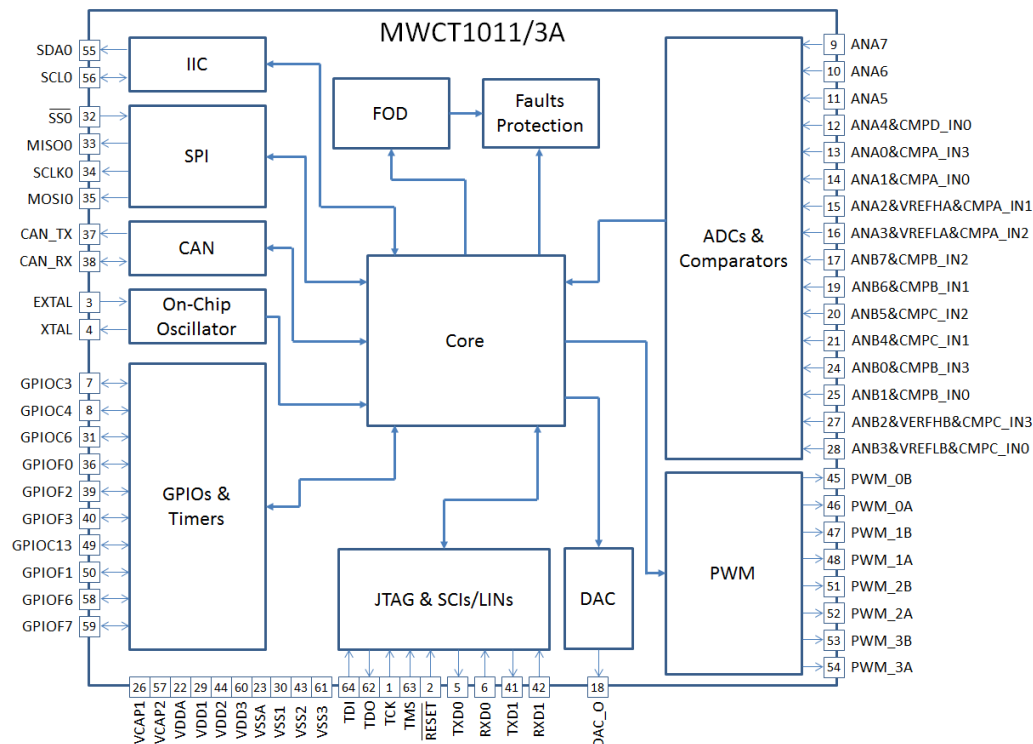 MWCT1011/3A
SDA0 55
SCL0 56
SS0 32
MISO0 33
SCLK0 34
MOSI0 35
CAN_TX 37
CAN_RX 38
EXTAL 3
XTAL 4
GPIOC3 7
GPIOC4 8
GPIOC6 31
GPIOF0 36
GPIOF2 39
GPIOF3 40
GPIOC13 49
GPIOF1 50
GPIOF6 58
GPIOF7 59
IIC
SPI
CAN
On-Chip
Oscillator
GPIOs &
Timers
FOD
Faults
Protection
Core
JTAG & SCIs/LINs
DAC
ADCs &
Comparators
PWM
9 ANA7
10 ANA6
11 ANA5
12 ANA4&CMPD_IN0
13 ANA0&CMPA_IN3
14 ANA1&CMPA_IN0
15 ANA2&VREFHA&CMPA_IN1
16 ANA3&VREFLA&CMPA_IN2
17 ANB7&CMPB_IN2
19 ANB6&CMPB_IN1
20 ANB5&CMPC_IN2
21 ANB4&CMPC_IN1
24 ANB0&CMPB_IN3
25 ANB1&CMPB_IN0
27 ANB2&VERFHB&CMPC_IN3
28 ANB3&VREFLB&CMPC_IN0
45 PWM_0B
46 PWM_0A
47 PWM_1B
48 PWM_1A
51 PWM_2B
52 PWM_2A
53 PWM_3B
54 PWM_3A
26 VCAP1
57 VCAP2
22 VDDA
29 VDD1
44 VDD2
60 VDD3
23 VSSA
30 VSS1
43 VSS2
61 VSS3
64 TDI
62 TDO
1 TCK
63 TMS
2 RESET
5 TXD0
6 RXD0
41 TXD1
42 RXD1
18 DAC_O